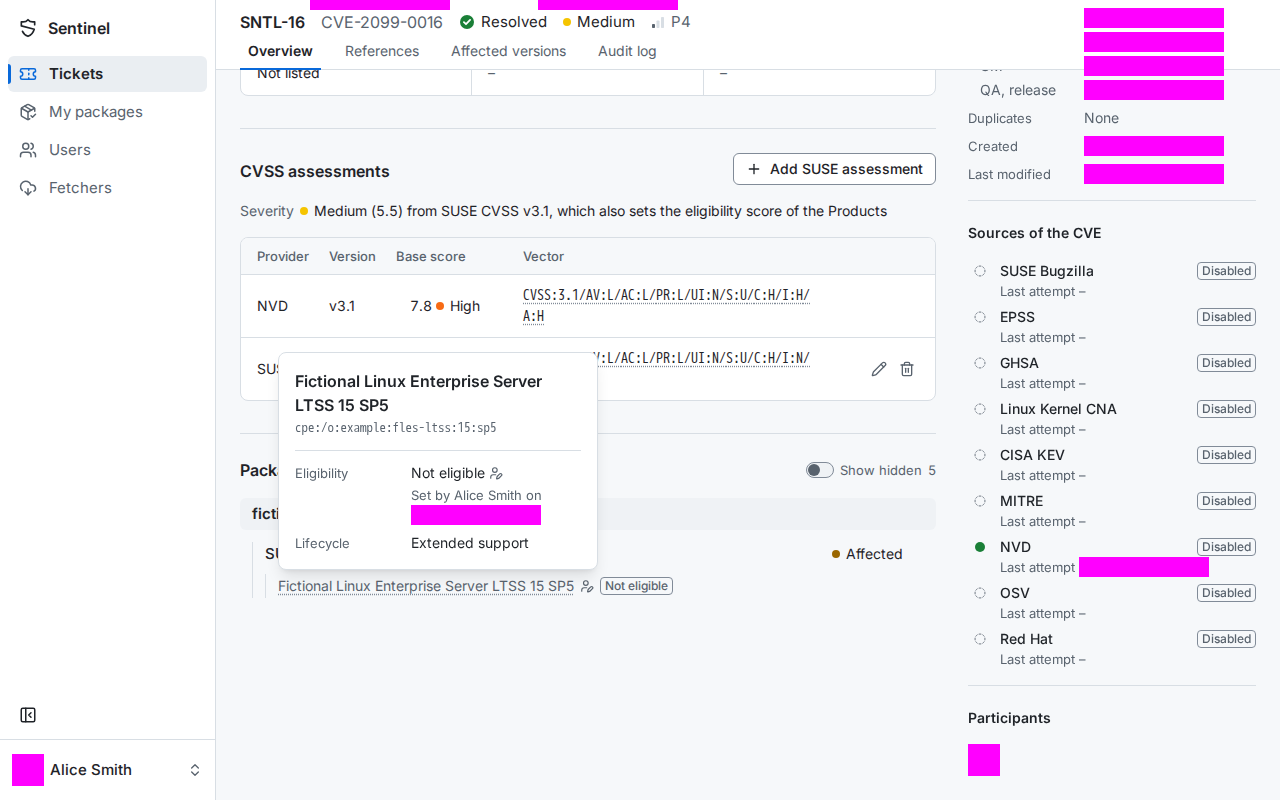 Sentinel
Tickets
My packages
Users
Fetchers
Alice Smith
SNTL-16 CVE-2099-0016 Resolved Medium P4
Overview References Affected versions Audit log
Not listed – –
CVSS assessments
Add SUSE assessment
Severity Medium (5.5) from SUSE CVSS v3.1, which also sets the eligibility score of the Products
Provider Version Base score Vector
NVD v3.1 7.8 High CVSS:3.1/AV:L/AC:L/PR:L/UI:N/S:U/C:H/I:H/
A:H
V:L/AC:L/PR:L/UI:N/S:U/C:H/I:N/
Fictional Linux Enterprise Server
LTSS 15 SP5
cpe:/o:example:fles-ltss:15:sp5
Eligibility Not eligible
Set by Alice Smith on
Lifecycle Extended support
Show hidden 5
Affected
Fictional Linux Enterprise Server LTSS 15 SP5 Not eligible
QA, release
Duplicates None
Created
Last modified
Sources of the CVE
SUSE Bugzilla Disabled
Last attempt –
EPSS Disabled
Last attempt –
GHSA Disabled
Last attempt –
Linux Kernel CNA Disabled
Last attempt –
CISA KEV Disabled
Last attempt –
MITRE Disabled
Last attempt –
NVD Disabled
Last attempt
OSV Disabled
Last attempt –
Red Hat Disabled
Last attempt –
Participants